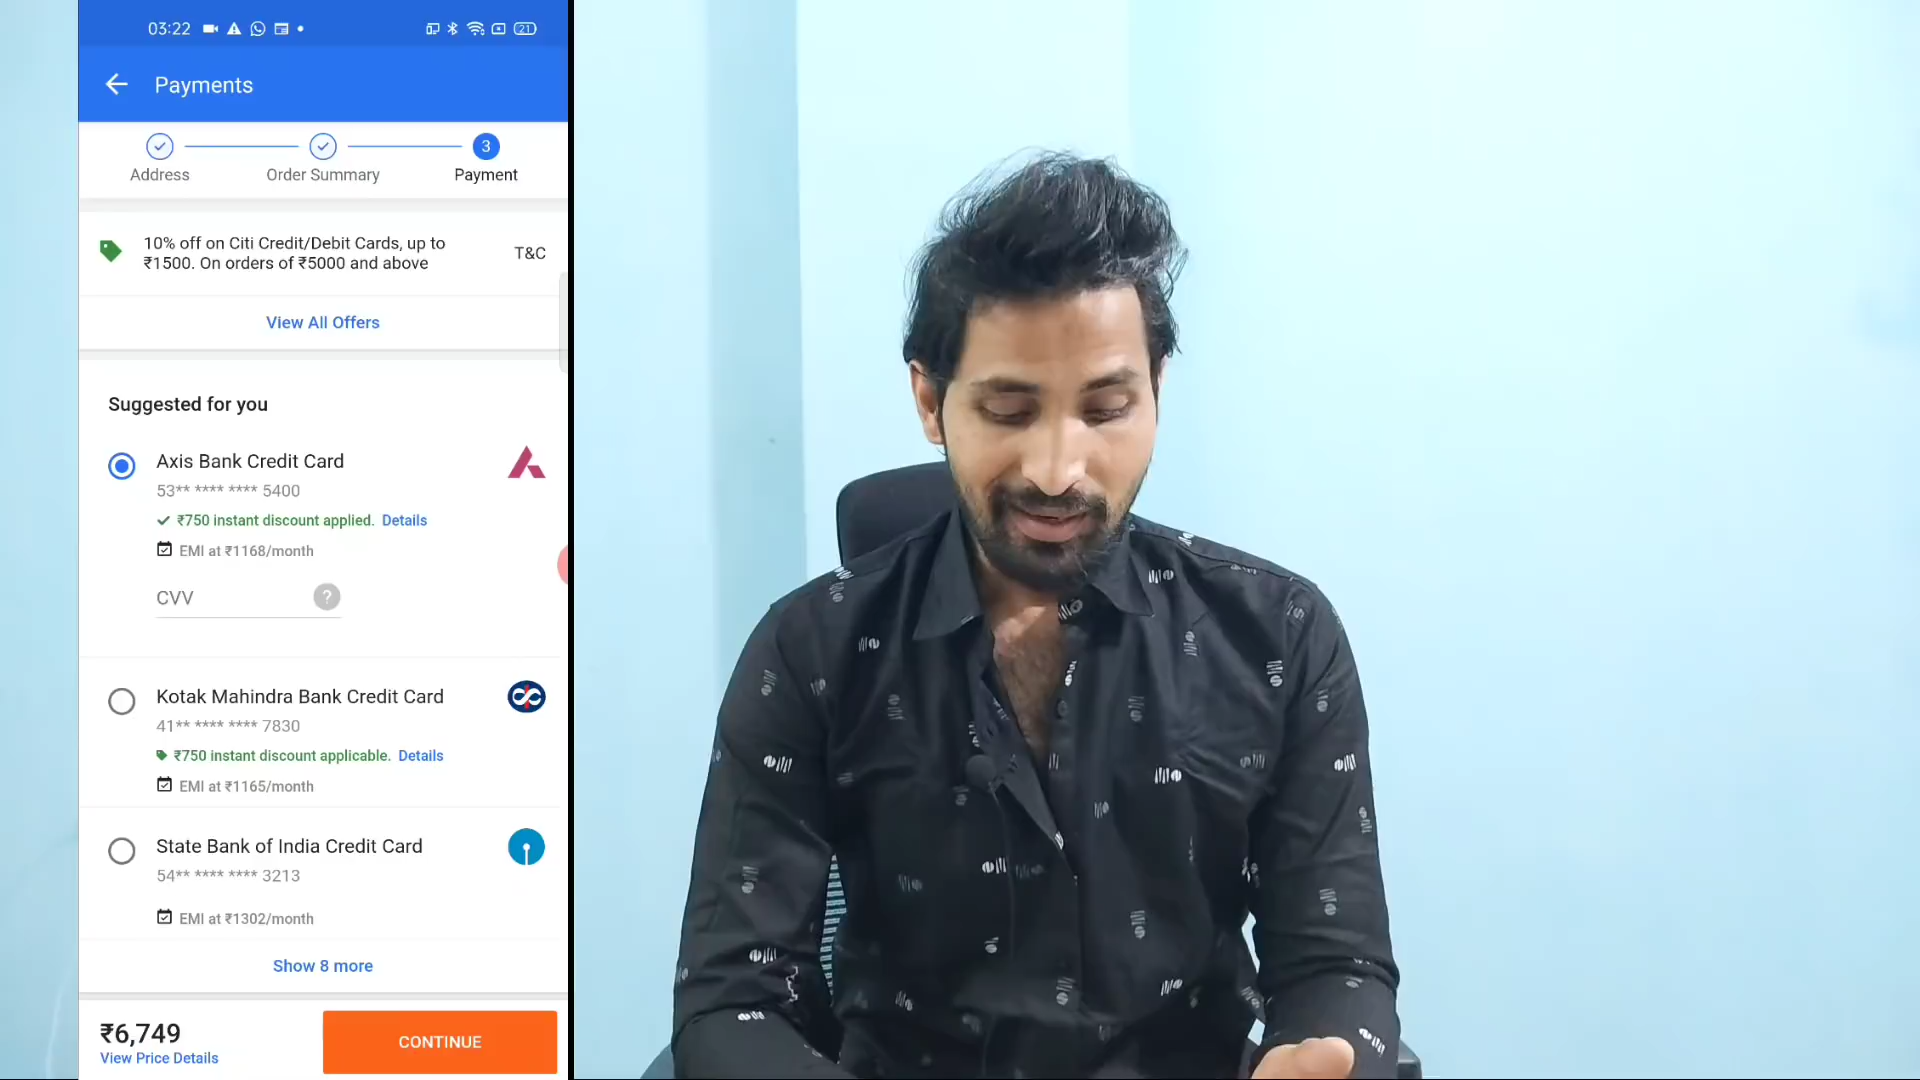 03:22
21
Payments
3
Address
Order Summary
Payment
10% off on Citi Credit/Debit Cards, up to
₹1500. On orders of ₹5000 and above
T&C
View All Offers
Suggested for you
Axis Bank Credit Card
53** **** **** 5400
₹750 instant discount applied. Details
EMI at ₹1168/month
CVV
?
Kotak Mahindra Bank Credit Card
41** **** **** 7830
₹750 instant discount applicable. Details
EMI at ₹1165/month
State Bank of India Credit Card
54** **** **** 3213
EMI at ₹1302/month
Show 8 more
₹6,749
View Price Details
CONTINUE